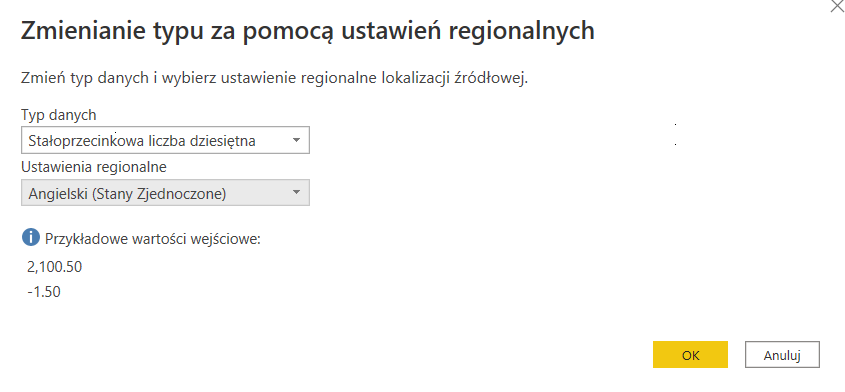 Zmienianie typu za pomocą ustawień regionalnych
Zmień typ danych i wybierz ustawienie regionalne lokalizacji źródłowej.
Typ danych
Stałoprzecinkowa liczba dziesiętna
Ustawienia regionalne
Angielski (Stany Zjednoczone)
Przykładowe wartości wejściowe:
2,100.50
-1.50
OK Anuluj